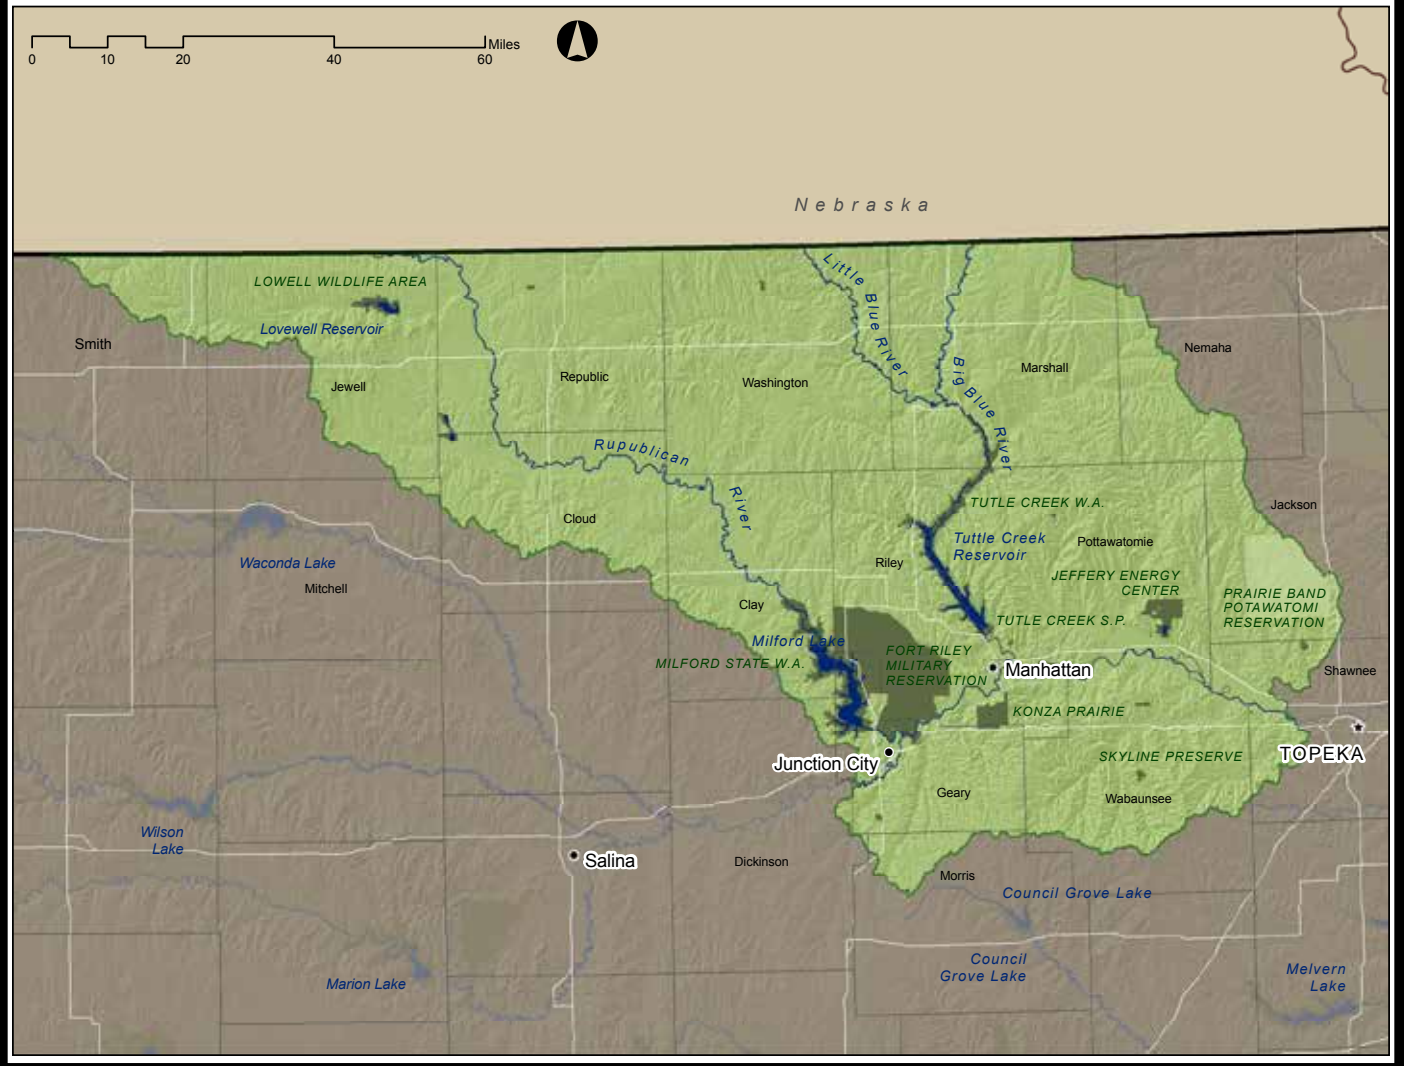 Miles
0 10 20 40 60
Nebraska
Little Blue River
LOWELL WILDLIFE AREA
Lovewell Reservoir
Smith
Nemaha
Big Blue River
Marshall
Republic
Washington
Jewell
Rupublican
River
TUTLE CREEK W.A.
Jackson
Cloud
Tuttle Creek
Reservoir
Pottawatomie
Waconda Lake
Riley
JEFFERY ENERGY
CENTER
Mitchell
PRAIRIE BAND
POTAWATOMI
RESERVATION
Clay
TUTLE CREEK S.P.
Milford Lake
FORT RILEY
MILITARY
RESERVATION
MILFORD STATE W.A.
Manhattan
Shawnee
KONZA PRAIRIE
SKYLINE PRESERVE
TOPEKA
Junction City
Geary
Wabaunsee
Wilson
Lake
Salina
Dickinson
Morris
Council Grove Lake
Council
Grove Lake
Melvern
Lake
Marion Lake